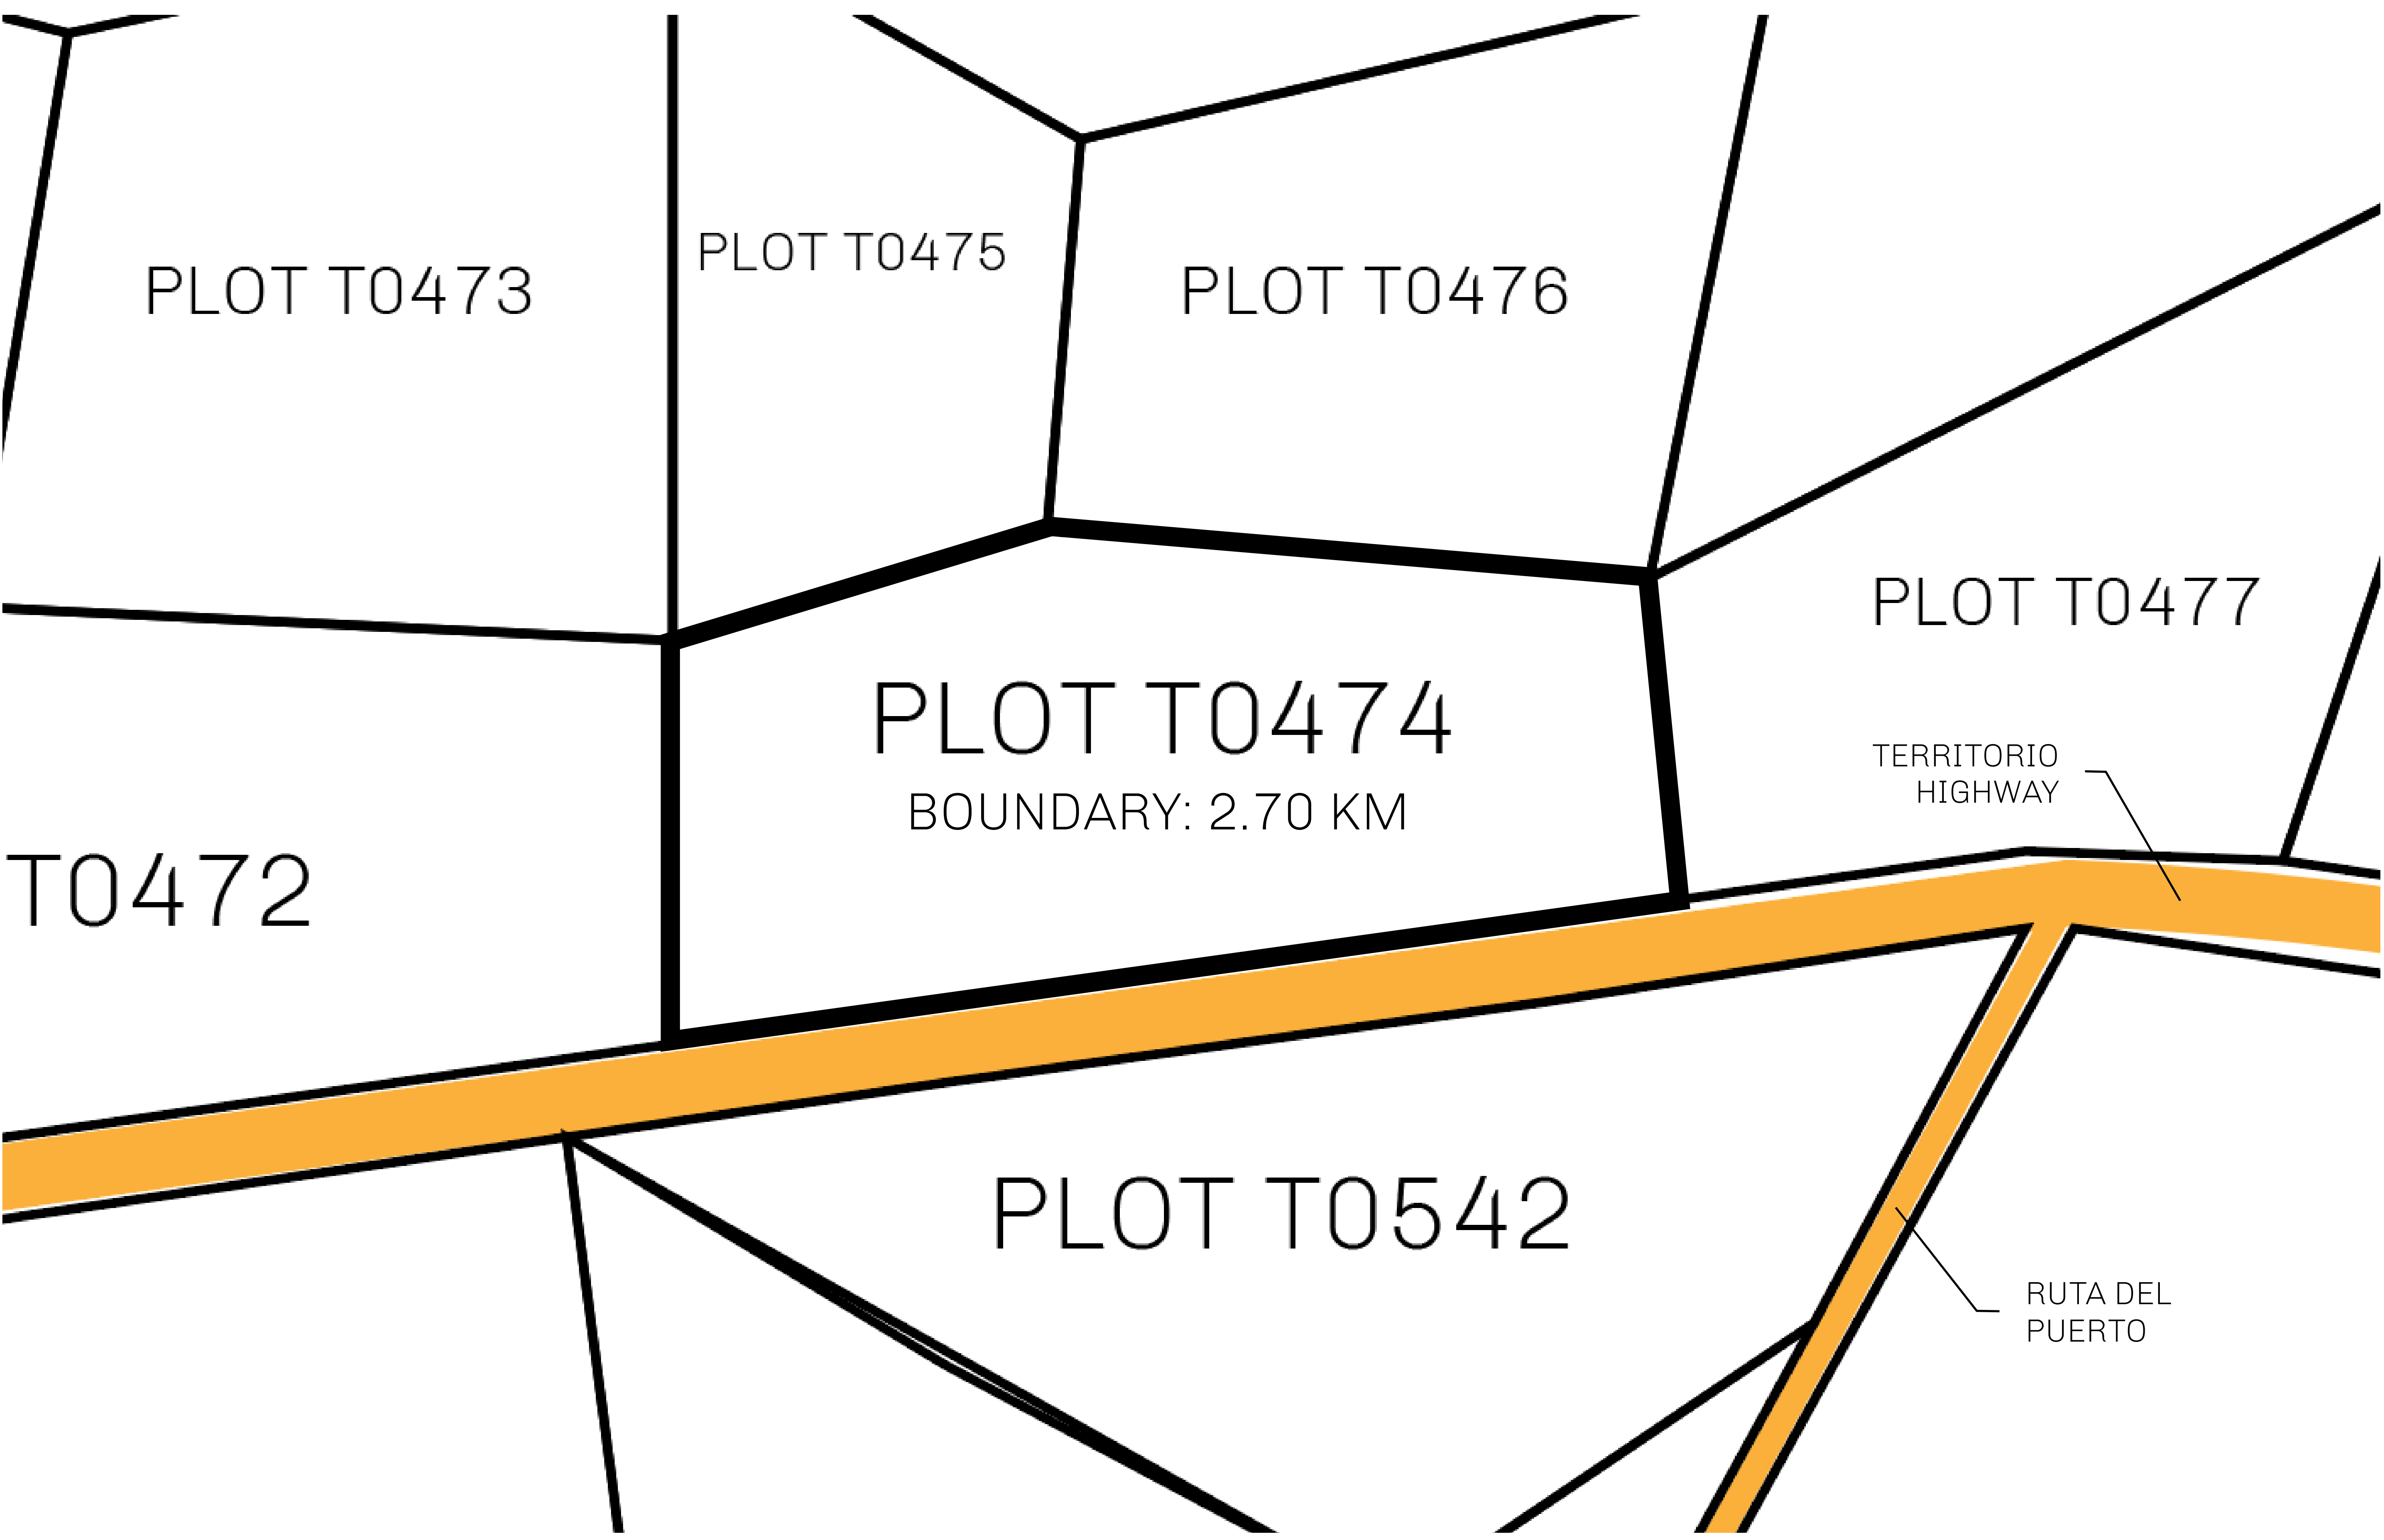 PLOT T0475
PLOT T0473
PLOT T0476
PLOT T0477
PLOT T0474
BOUNDARY: 2.70 KM
TERRITORIO
HIGHWAY
T0472
PLOT T0542
RUTA DEL
PUERTO